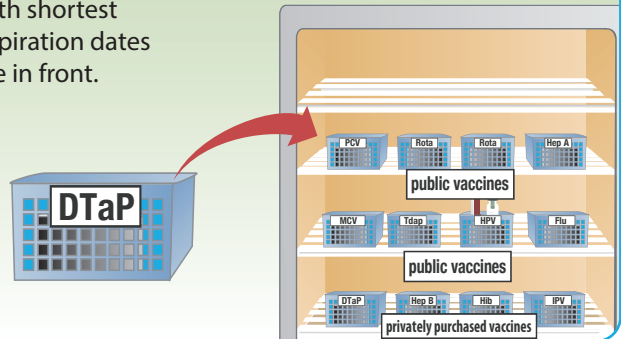 th shortest
piration dates
e in front.
DTaP
PCV Rota Rota Hep A
public vaccines
MCV Tdap HPV Flu
public vaccines
DTaP Hep B Hib IPV
privately purchased vaccines